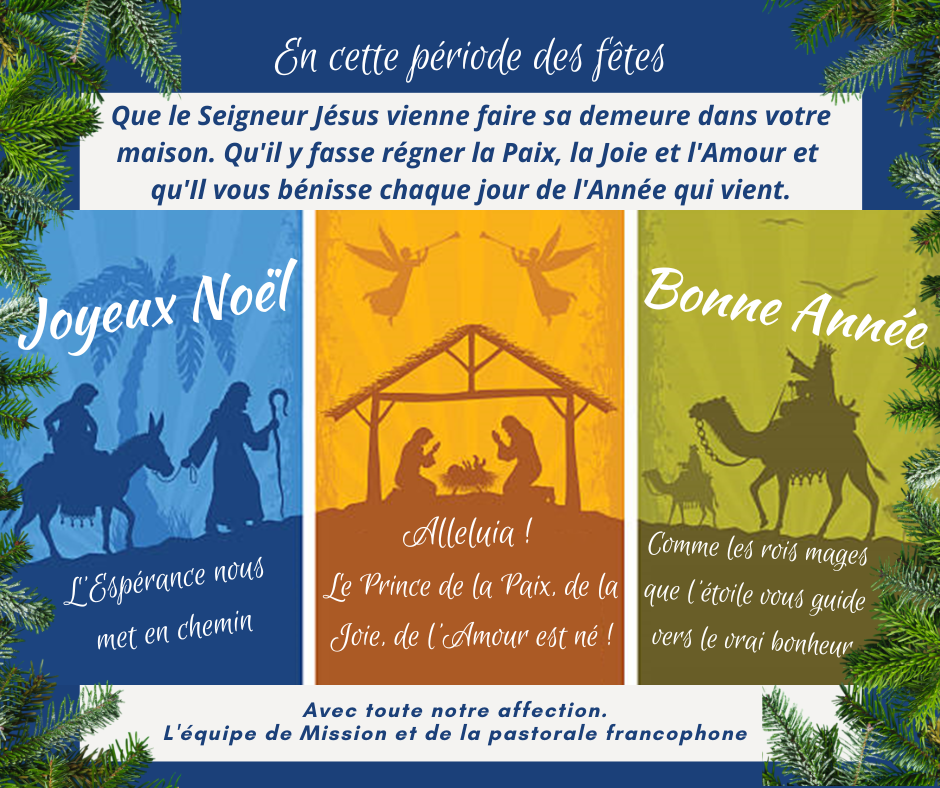 En cette période des fêtes
Que le Seigneur Jésus vienne faire sa demeure dans votre
maison. Qu'il y fasse régner la Paix, la Joie et l'Amour et
qu'Il vous bénisse chaque jour de l'Année qui vient.
Joyeux Noël
L'Espérance nous
met en chemin
Alleluia !
Le Prince de la Paix, de la
Joie, de l'Amour est né !
Bonne Année
Comme les rois mages
que l'étoile vous guide
vers le vrai bonheur
Avec toute notre affection.
L'équipe de Mission et de la pastorale francophone